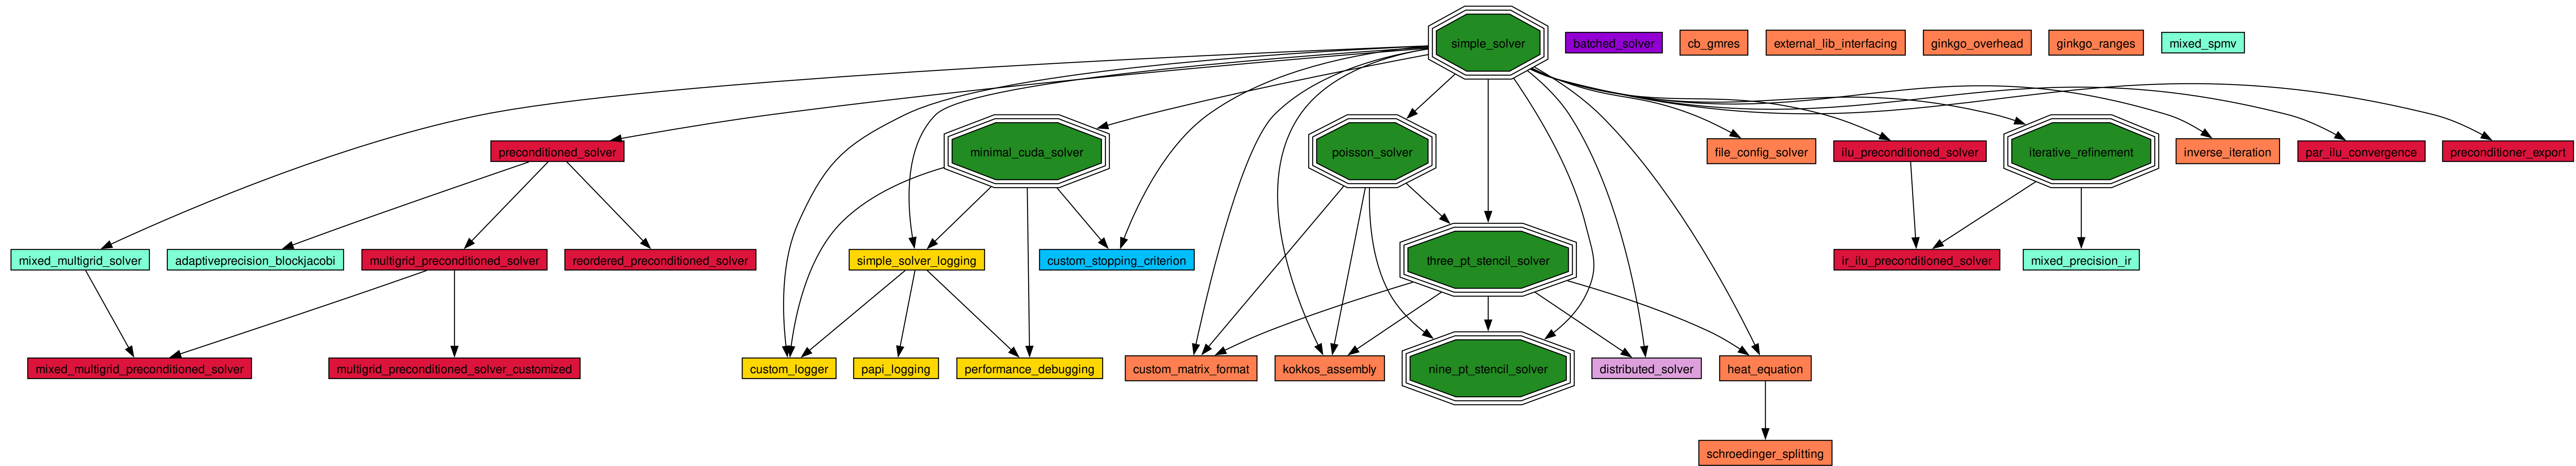 simple_solver
batched_solver
cb_gmres
external_lib_interfacing
ginkgo_overhead
ginkgo_ranges
mixed_spmv
preconditioned_solver
minimal_cuda_solver
poisson_solver
file_config_solver
ilu_preconditioned_solver
iterative_refinement
inverse_iteration
par_ilu_convergence
preconditioner_export
mixed_multigrid_solver
adaptiveprecision_blockjacobi
multigrid_preconditioned_solver
reordered_preconditioned_solver
simple_solver_logging
custom_stopping_criterion
three_pt_stencil_solver
ir_ilu_preconditioned_solver
mixed_precision_ir
mixed_multigrid_preconditioned_solver
multigrid_preconditioned_solver_customized
custom_logger
papi_logging
performance_debugging
custom_matrix_format
kokkos_assembly
nine_pt_stencil_solver
distributed_solver
heat_equation
schroedinger_splitting